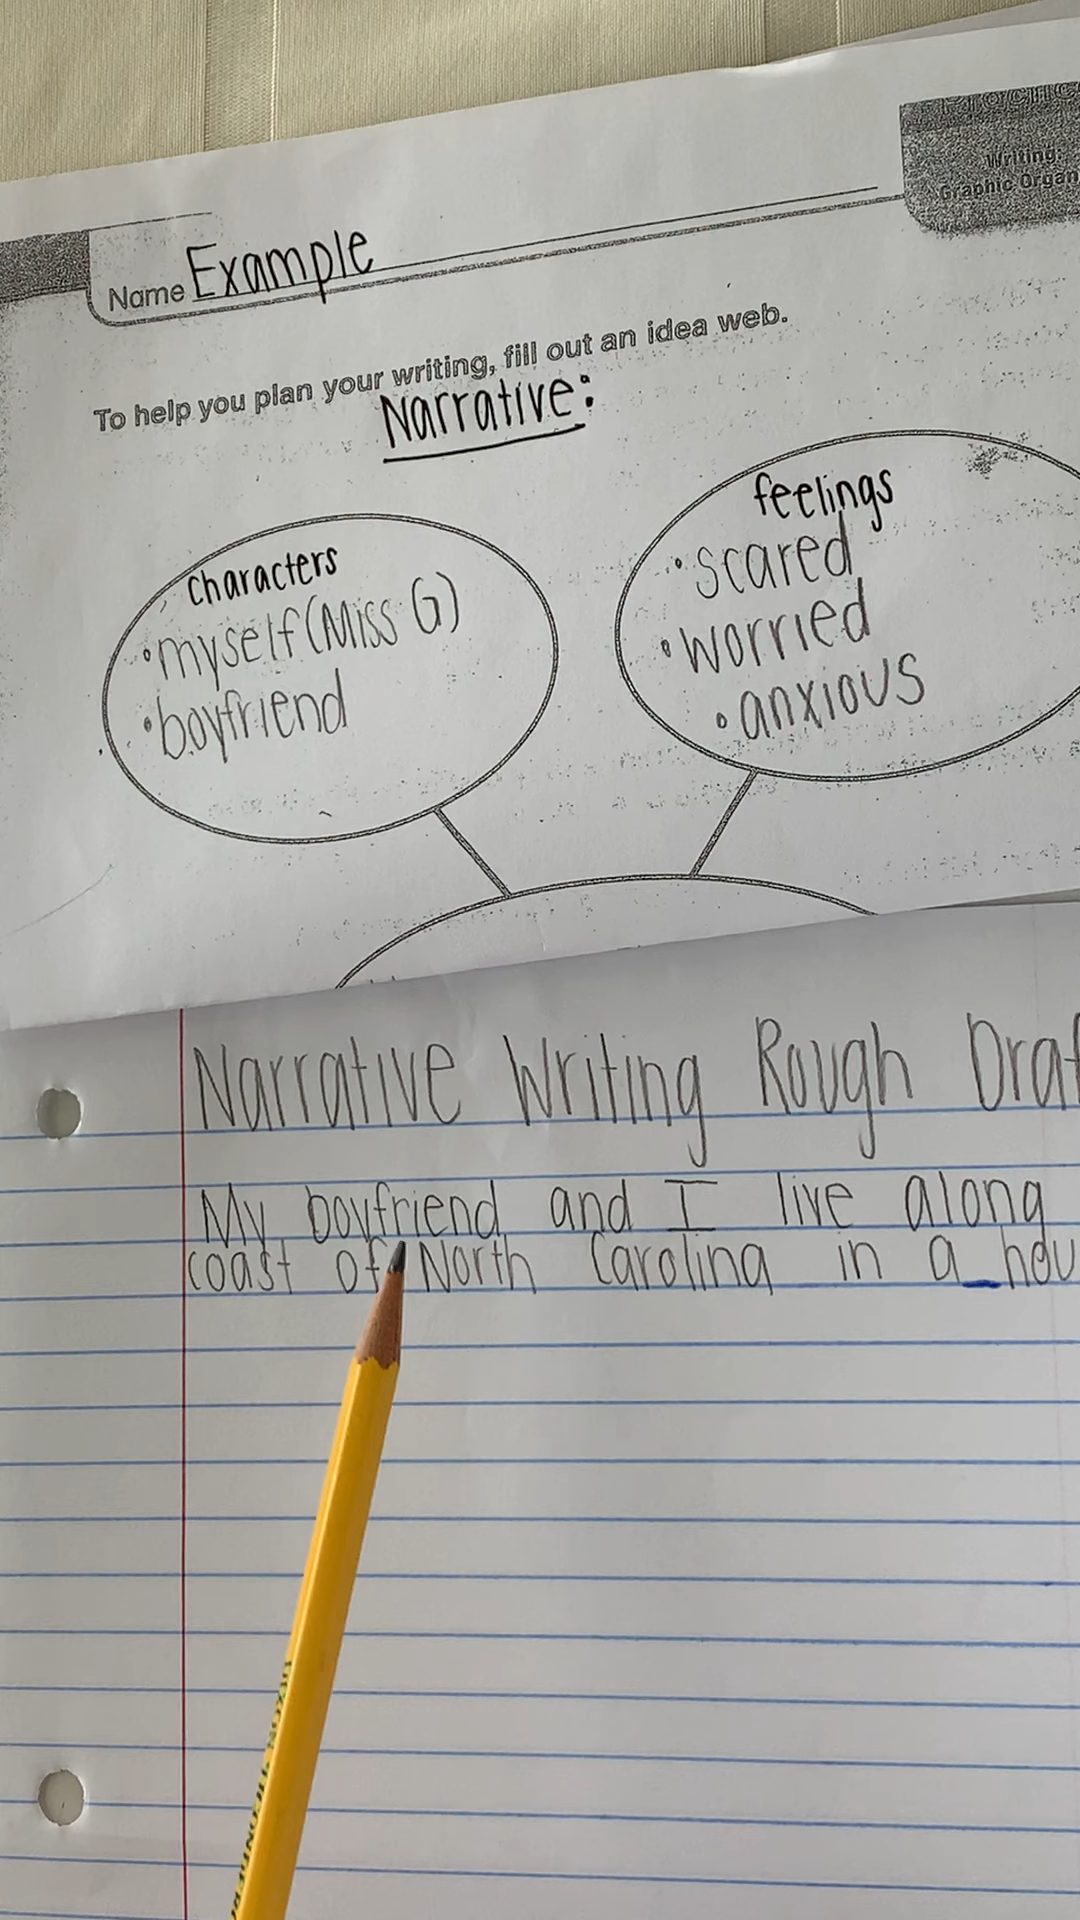 Practice
Writing:
Graphic Organ
Name Example
To help you plan your writing, fill out an idea web.
Narrative:
Characters
•myself (Miss G)
•boyfriend
feelings
•scared
•worried
•anxious
Narrative Writing Rough Draf
My boyfriend and I live along
coast of North Carolina in a hou